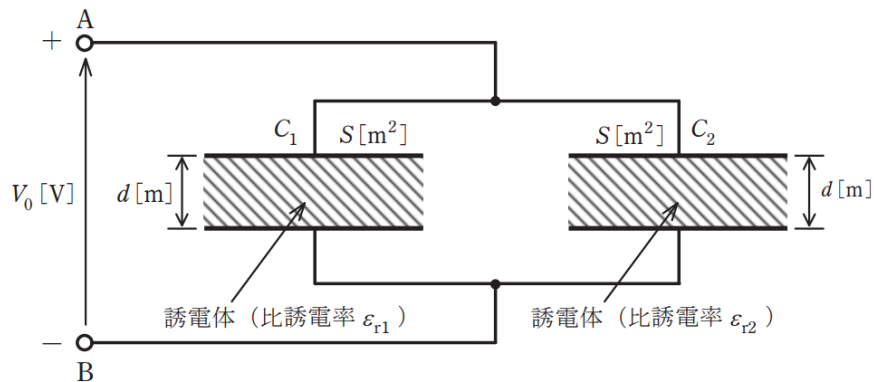 A
+
C₁ S[m²]
S[m²] C₂
V₀[V]
d[m]
d[m]
誘電体（比誘電率 εr1）
誘電体（比誘電率 εr2）
−
B